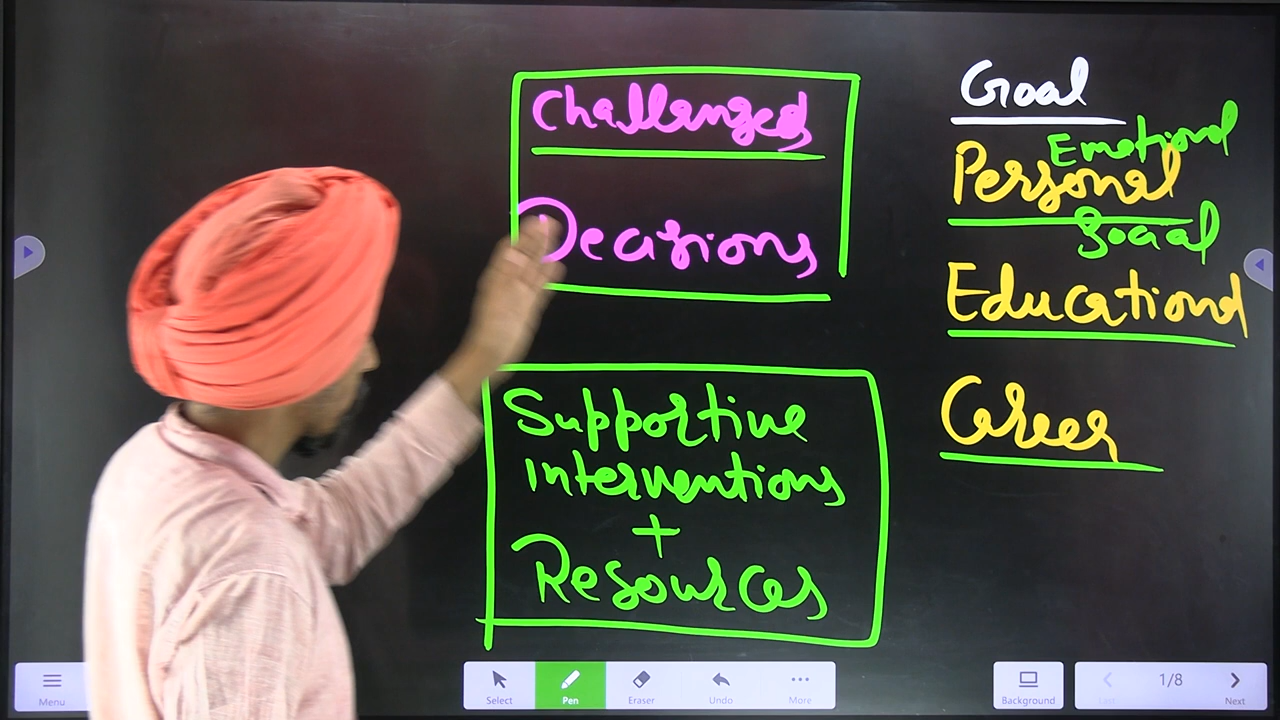 Challenges
Decisions
Supportive
Interventions
+
Resources
Goal
Emotional
Personal
Social
Educational
Career
Menu
Select
Pen
Eraser
Undo
More
Background
1/8
Last
Next